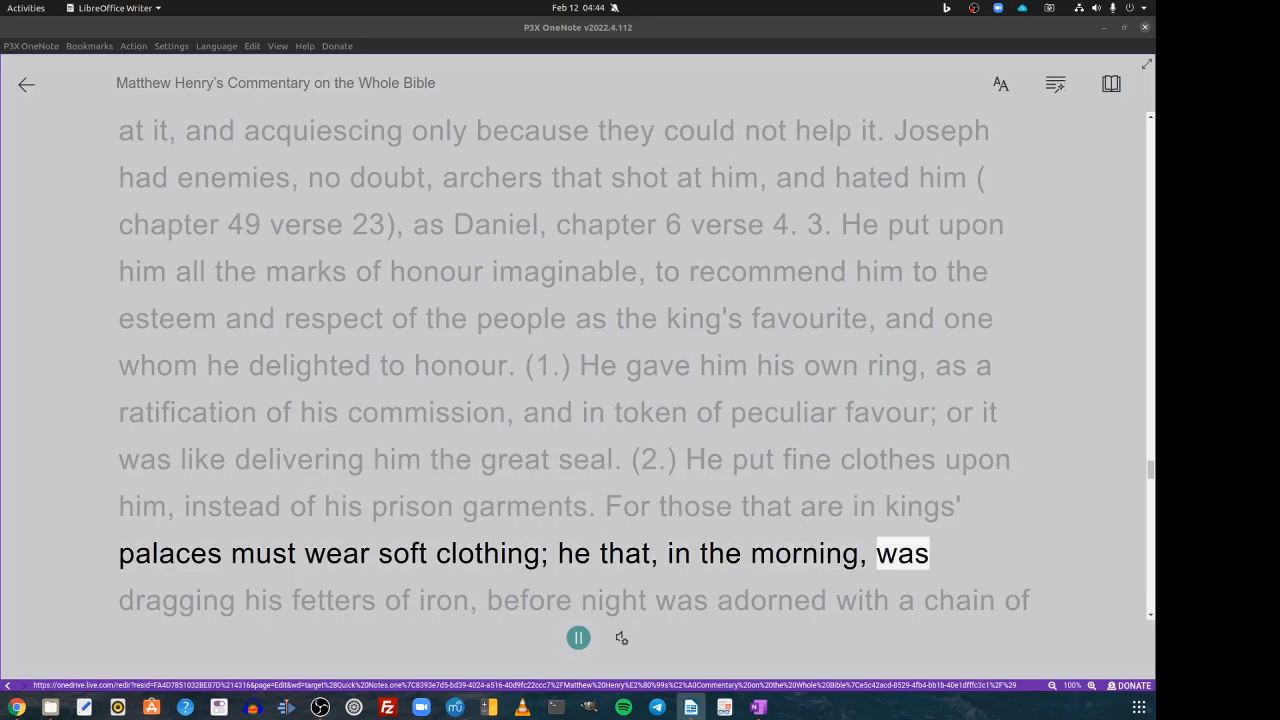 Activities
LibreOffice Writer
Feb 12 04:44
P3X OneNote v2022.4.112
P3X OneNote Bookmarks Action Settings Language Edit View Help Donate
Matthew Henry's Commentary on the Whole Bible
at it, and acquiescing only because they could not help it. Joseph
had enemies, no doubt, archers that shot at him, and hated him (
chapter 49 verse 23), as Daniel, chapter 6 verse 4. 3. He put upon
him all the marks of honour imaginable, to recommend him to the
esteem and respect of the people as the king's favourite, and one
whom he delighted to honour. (1.) He gave him his own ring, as a
ratification of his commission, and in token of peculiar favour; or it
was like delivering him the great seal. (2.) He put fine clothes upon
him, instead of his prison garments. For those that are in kings'
palaces must wear soft clothing; he that, in the morning, was
dragging his fetters of iron, before night was adorned with a chain of
100% DONATE